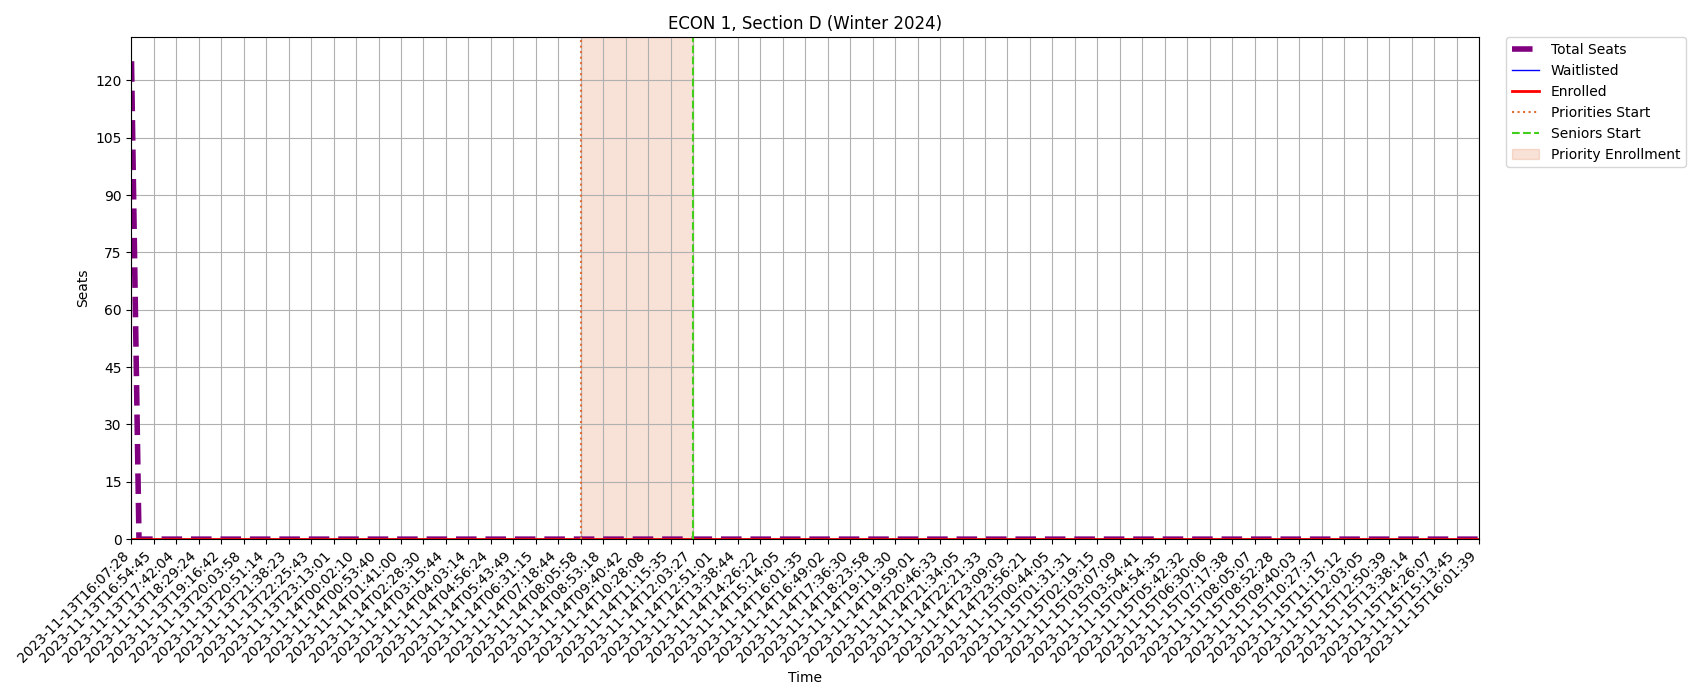 ECON 1, Section D (Winter 2024)
Total Seats
Waitlisted
Enrolled
Priorities Start
Seniors Start
Priority Enrollment
Seats
120
105
90
75
60
45
30
15
0
2023-11-13T16:07:28
2023-11-13T16:54:45
2023-11-13T17:42:04
2023-11-13T18:29:24
2023-11-13T19:16:42
2023-11-13T20:03:58
2023-11-13T20:51:14
2023-11-13T21:38:23
2023-11-13T22:25:43
2023-11-13T23:13:01
2023-11-14T00:02:10
2023-11-14T00:53:40
2023-11-14T01:41:00
2023-11-14T02:28:30
2023-11-14T03:15:44
2023-11-14T04:03:14
2023-11-14T04:56:24
2023-11-14T05:43:49
2023-11-14T06:31:15
2023-11-14T07:18:44
2023-11-14T08:05:58
2023-11-14T08:53:18
2023-11-14T09:40:42
2023-11-14T10:28:08
2023-11-14T11:15:35
2023-11-14T12:03:27
2023-11-14T12:51:01
2023-11-14T13:38:44
2023-11-14T14:26:22
2023-11-14T15:14:05
2023-11-14T16:01:35
2023-11-14T16:49:02
2023-11-14T17:36:30
2023-11-14T18:23:58
2023-11-14T19:11:30
2023-11-14T19:59:01
2023-11-14T20:46:33
2023-11-14T21:34:05
2023-11-14T22:21:33
2023-11-14T23:09:03
2023-11-14T23:56:21
2023-11-15T00:44:05
2023-11-15T01:31:31
2023-11-15T02:19:15
2023-11-15T03:07:09
2023-11-15T03:54:41
2023-11-15T04:54:35
2023-11-15T05:42:32
2023-11-15T06:30:06
2023-11-15T07:17:38
2023-11-15T08:05:07
2023-11-15T08:52:28
2023-11-15T09:40:03
2023-11-15T10:27:37
2023-11-15T11:15:12
2023-11-15T12:03:05
2023-11-15T12:50:39
2023-11-15T13:38:14
2023-11-15T14:26:07
2023-11-15T15:13:45
2023-11-15T16:01:39
Time